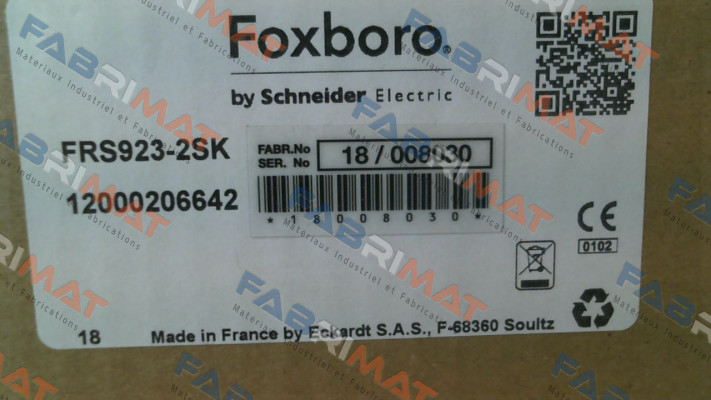 Foxboro®
by Schneider Electric
FRS923-2SK
FABR.No
SER. No
18 / 008030
12000206642
*18008030*
CE
0102
18
Made in France by Eckardt S.A.S., F-68360 Soultz
FABRIMAT
Materiaux Industriel et Fabrications